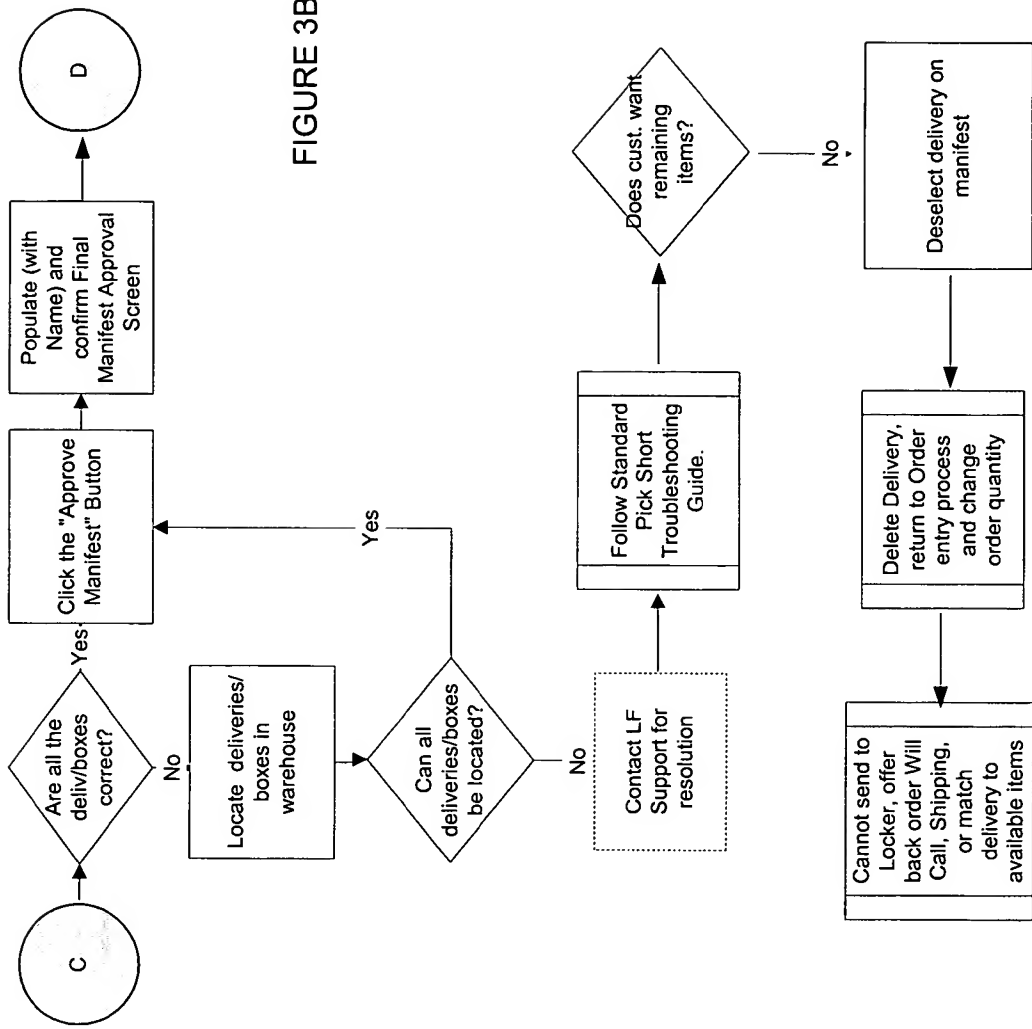 C
Are all the
deliv/boxes
correct?
Yes
Click the "Approve
Manifest" Button
Populate (with
Name) and
confirm Final
Manifest Approval
Screen
D
No
Locate deliveries/
boxes in
warehouse
Can all
deliveries/boxes
be located?
Yes
No
Contact LF
Support for
resolution
Follow Standard
Pick Short
Troubleshooting
Guide.
Does cust. want
remaining
items?
No
Deselect delivery on
manifest
Delete Delivery,
return to Order
entry process
and change
order quantity
Cannot send to
Locker, offer
back order Will
Call, Shipping,
or match
delivery to
available items
FIGURE 3B